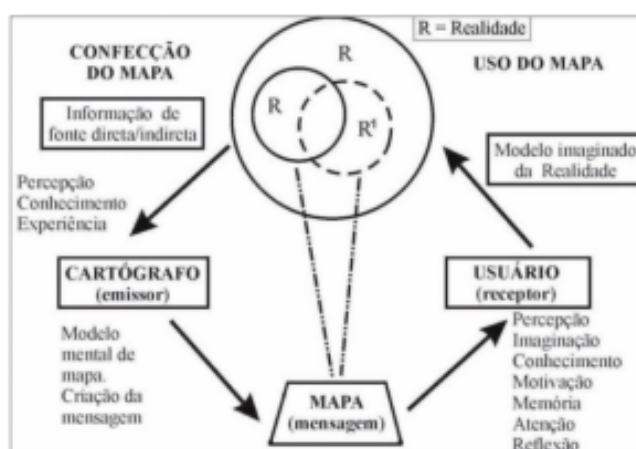 R = Realidade
CONFECÇÃO
DO MAPA
R
USO DO MAPA
Informação de
fonte direta/indireta
R
R¹
Modelo imaginado
da Realidade
Percepção
Conhecimento
Experiência
CARTÓGRAFO
(emissor)
USUÁRIO
(receptor)
Modelo
mental de
mapa.
Criação da
mensagem
Percepção
Imaginação
Conhecimento
Motivação
Memória
Atenção
Reflexão
MAPA
(mensagem)